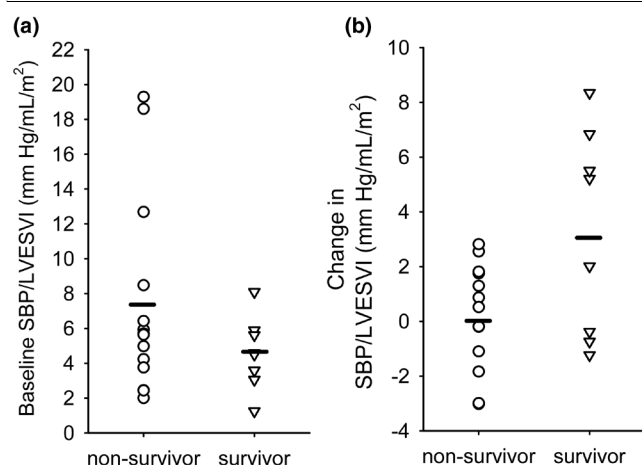 (a)
Baseline SBP/LVESVI (mm Hg/mL/m²)
22
20
18
16
14
12
10
8
6
4
2
0
non-survivor survivor
(b)
Change in
SBP/LVESVI (mm Hg/mL/m²)
10
8
6
4
2
0
-2
-4
non-survivor survivor